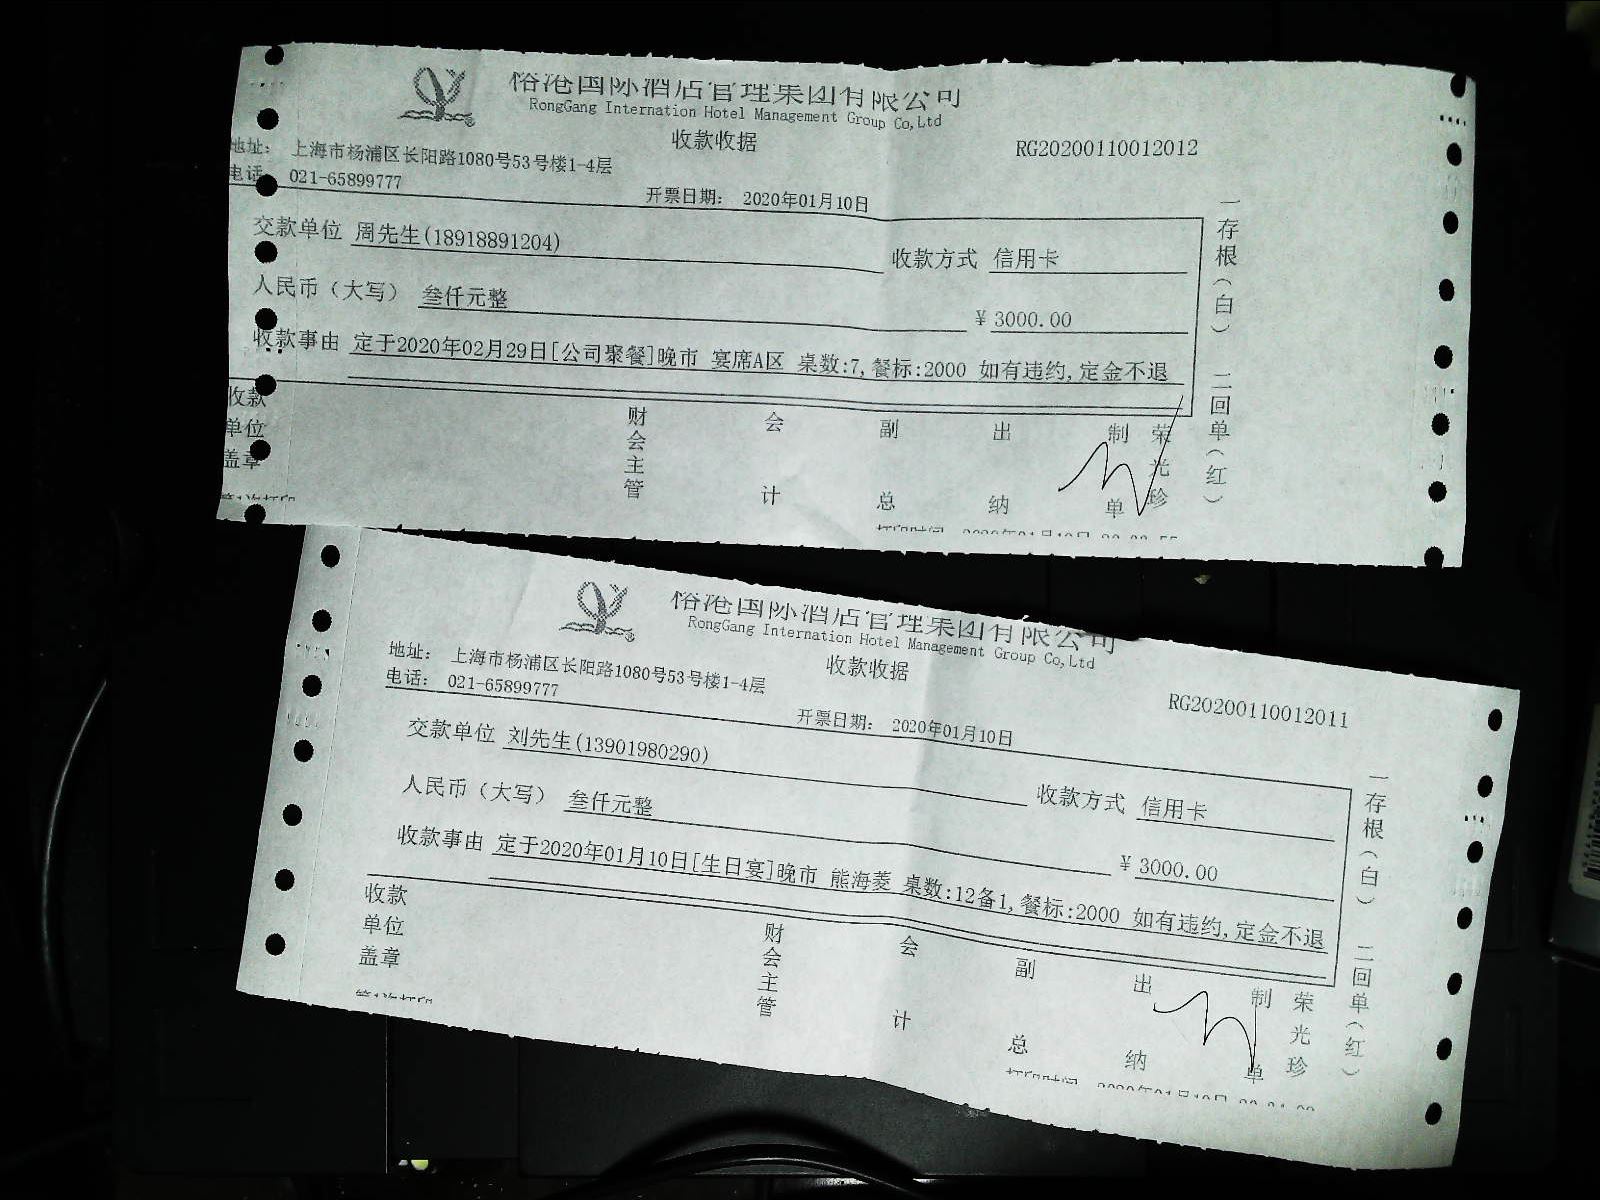 国际酒店管理集团有限公司
RongGang Internation Hotel Management Group Co,Ltd
收款收据
RG20200110012012
地址： 上海市杨浦区长阳路1080号53号楼1-4层
电话 021-65899777
开票日期： 2020年01月10日
交款单位 周先生(18918891204)
收款方式 信用卡
人民币（大写） 叁仟元整
¥ 3000.00
收款事由 定于2020年02月29日[公司聚餐]晚市 宴席A区 桌数:7,餐标:2000 如有违约,定金不退
收款单位盖章
财会主管 会计 副总 出纳 制单 荣光珍
一存根（白） 二回单（红）
国际酒店管理集团有限公司
RongGang Internation Hotel Management Group Co,Ltd
收款收据
RG20200110012011
地址： 上海市杨浦区长阳路1080号53号楼1-4层
电话： 021-65899777
开票日期： 2020年01月10日
交款单位 刘先生(13901980290)
收款方式 信用卡
人民币（大写） 叁仟元整
¥ 3000.00
收款事由 定于2020年01月10日[生日宴]晚市 熊海菱 桌数:12备1,餐标:2000 如有违约,定金不退
收款单位盖章
财会主管 会计 副总 出纳 制单 荣光珍
一存根（白） 二回单（红）